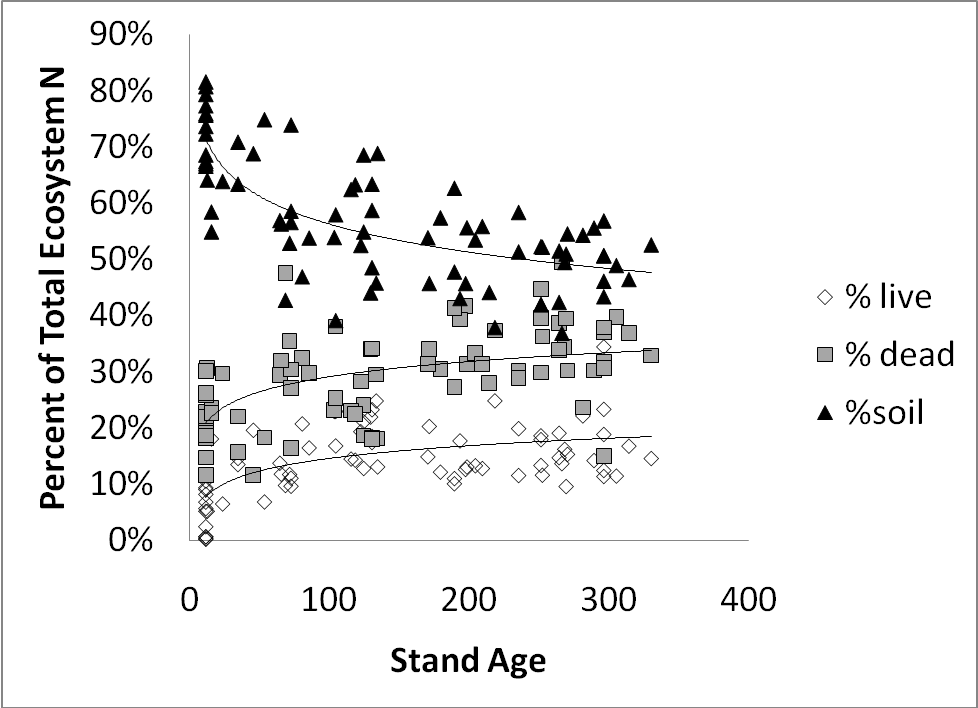 Percent of Total Ecosystem N
90%
80%
70%
60%
50%
40%
30%
20%
10%
0%
0 100 200 300 400
Stand Age
% live
% dead
%soil